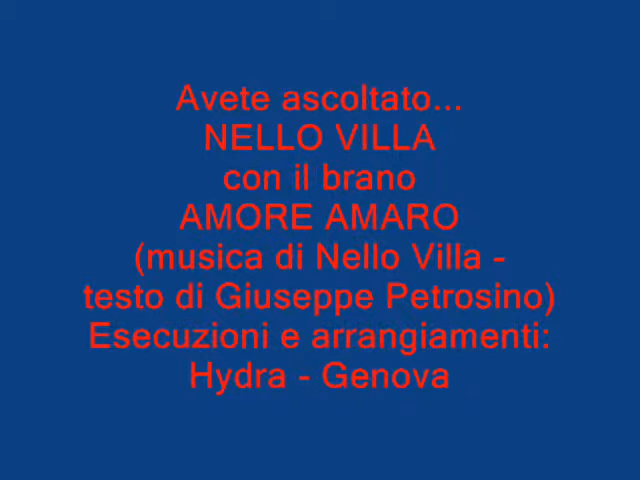 Avete ascoltato...
NELLO VILLA
con il brano
AMORE AMARO
(musica di Nello Villa -
testo di Giuseppe Petrosino)
Esecuzioni e arrangiamenti:
Hydra - Genova